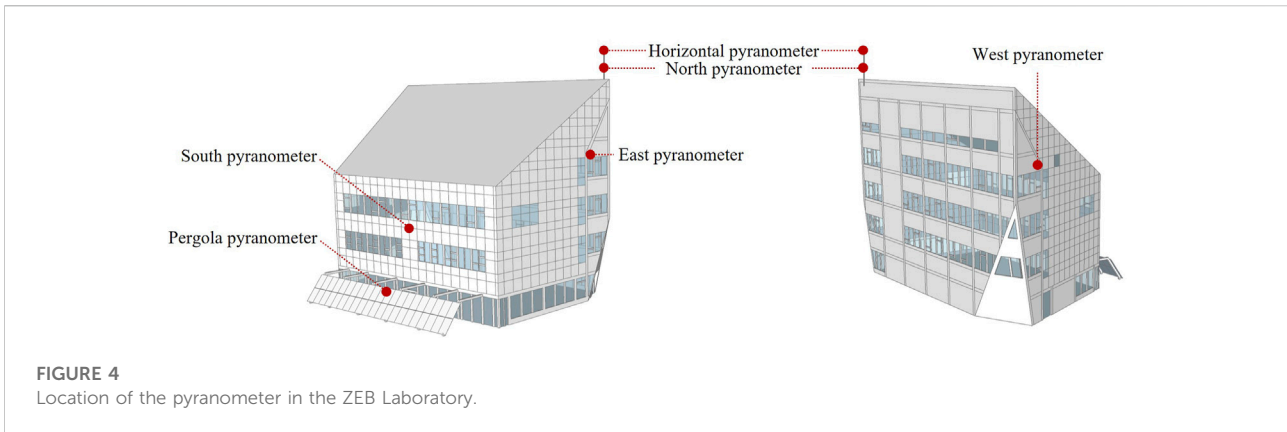 Horizontal pyranometer
North pyranometer
West pyranometer
South pyranometer
East pyranometer
Pergola pyranometer
FIGURE 4
Location of the pyranometer in the ZEB Laboratory.